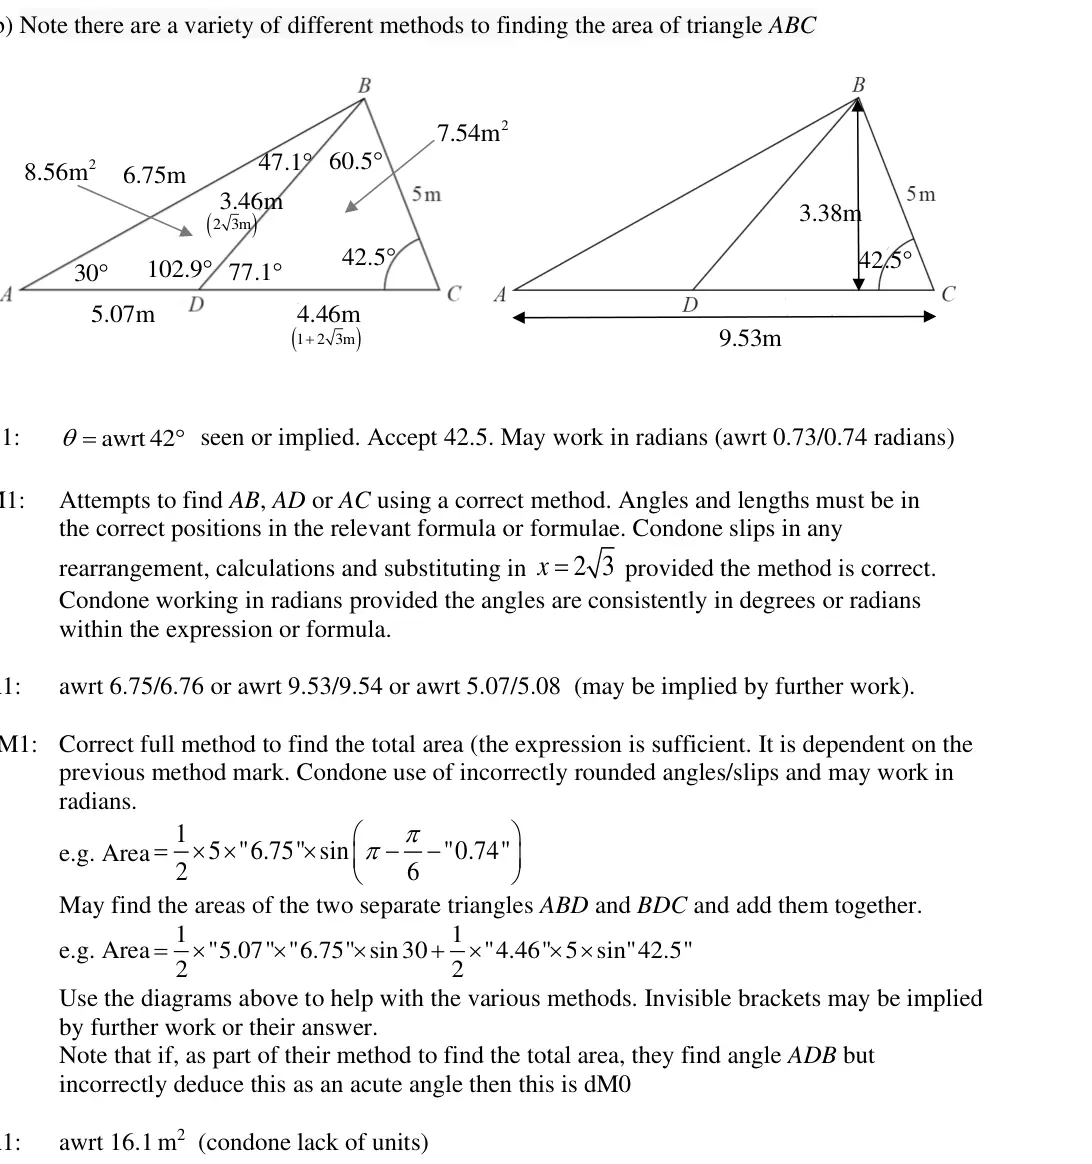 ) Note there are a variety of different methods to finding the area of triangle ABC
B
7.54m²
8.56m² 6.75m
47.1° 60.5°
3.46m
(2√3m)
5m
42.5°
30° 102.9° 77.1°
A
D
C
5.07m
4.46m
(1+2√3m)
B
5m
3.38m
42.5°
A
D
C
9.53m
1: θ = awrt 42° seen or implied. Accept 42.5. May work in radians (awrt 0.73/0.74 radians)
1: Attempts to find AB, AD or AC using a correct method. Angles and lengths must be in
the correct positions in the relevant formula or formulae. Condone slips in any
rearrangement, calculations and substituting in x = 2√3 provided the method is correct.
Condone working in radians provided the angles are consistently in degrees or radians
within the expression or formula.
1: awrt 6.75/6.76 or awrt 9.53/9.54 or awrt 5.07/5.08 (may be implied by further work).
M1: Correct full method to find the total area (the expression is sufficient. It is dependent on the
previous method mark. Condone use of incorrectly rounded angles/slips and may work in
radians.
e.g. Area = 1/2 × 5 × "6.75" × sin(π − π/6 − "0.74")
May find the areas of the two separate triangles ABD and BDC and add them together.
e.g. Area = 1/2 × "5.07" × "6.75" × sin 30 + 1/2 × "4.46" × 5 × sin "42.5"
Use the diagrams above to help with the various methods. Invisible brackets may be implied
by further work or their answer.
Note that if, as part of their method to find the total area, they find angle ADB but
incorrectly deduce this as an acute angle then this is dM0
1: awrt 16.1 m² (condone lack of units)